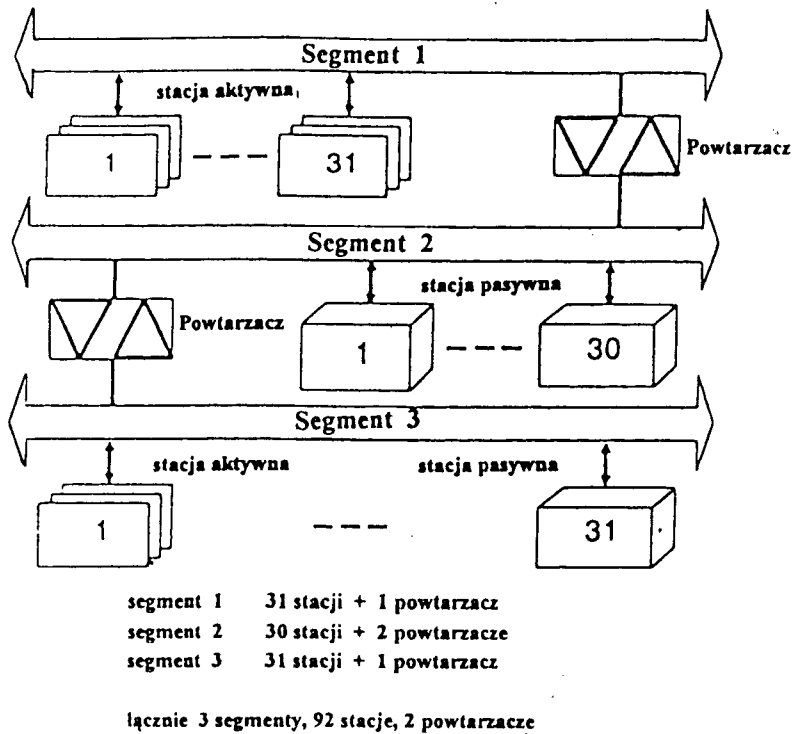 Segment 1
stacja aktywna
1
31
Powtarzacz
Segment 2
stacja pasywna
Powtarzacz
1
30
Segment 3
stacja aktywna
stacja pasywna
1
31
segment 1 31 stacji + 1 powtarzacz
segment 2 30 stacji + 2 powtarzacze
segment 3 31 stacji + 1 powtarzacz
łącznie 3 segmenty, 92 stacje, 2 powtarzacze